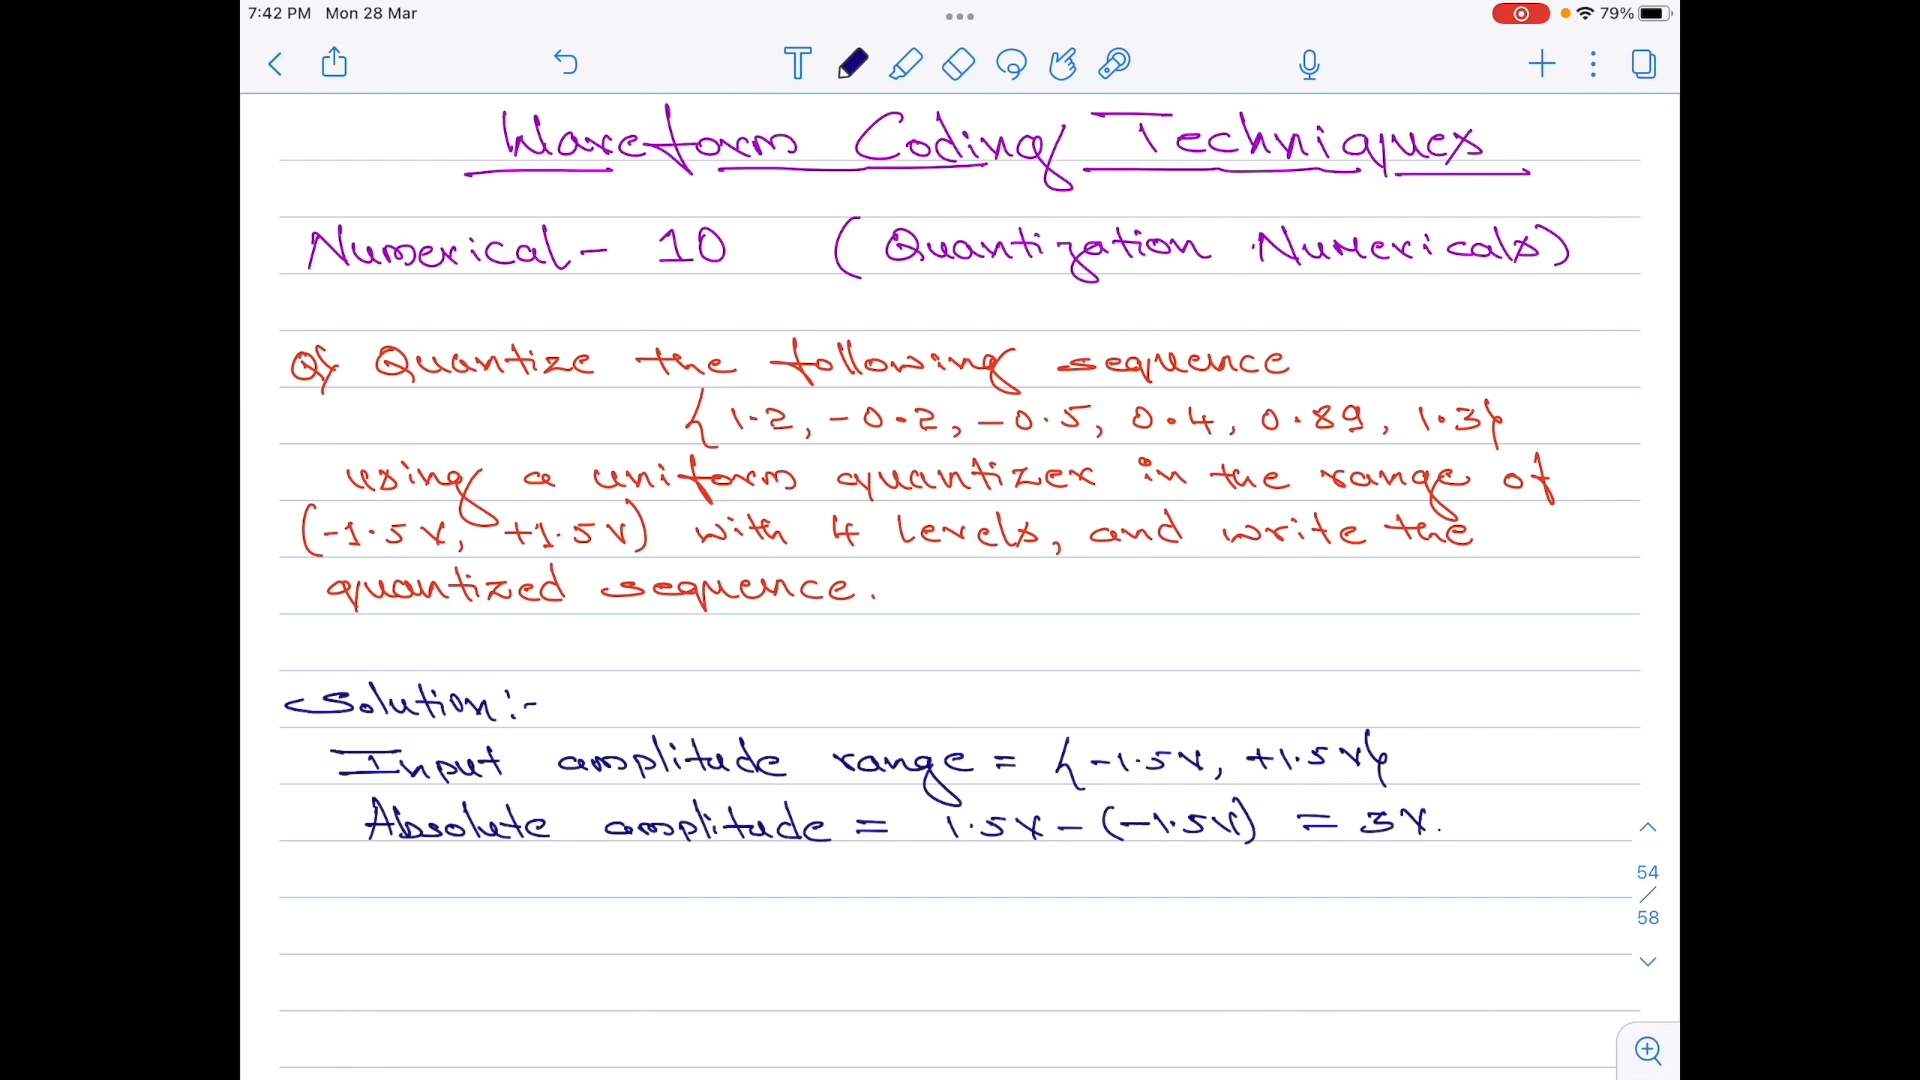 7:42 PM Mon 28 Mar
79%
Waveform Coding Techniques
Numerical - 10 (Quantization Numericals)
Q/ Quantize the following sequence
{1.2, -0.2, -0.5, 0.4, 0.89, 1.3}
using a uniform quantizer in the range of
(-1.5V, +1.5V) with 4 levels, and write the
quantized sequence.
Solution:-
Input amplitude range = {-1.5V, +1.5V}
Absolute amplitude = 1.5V - (-1.5V) = 3V.
54
/
58